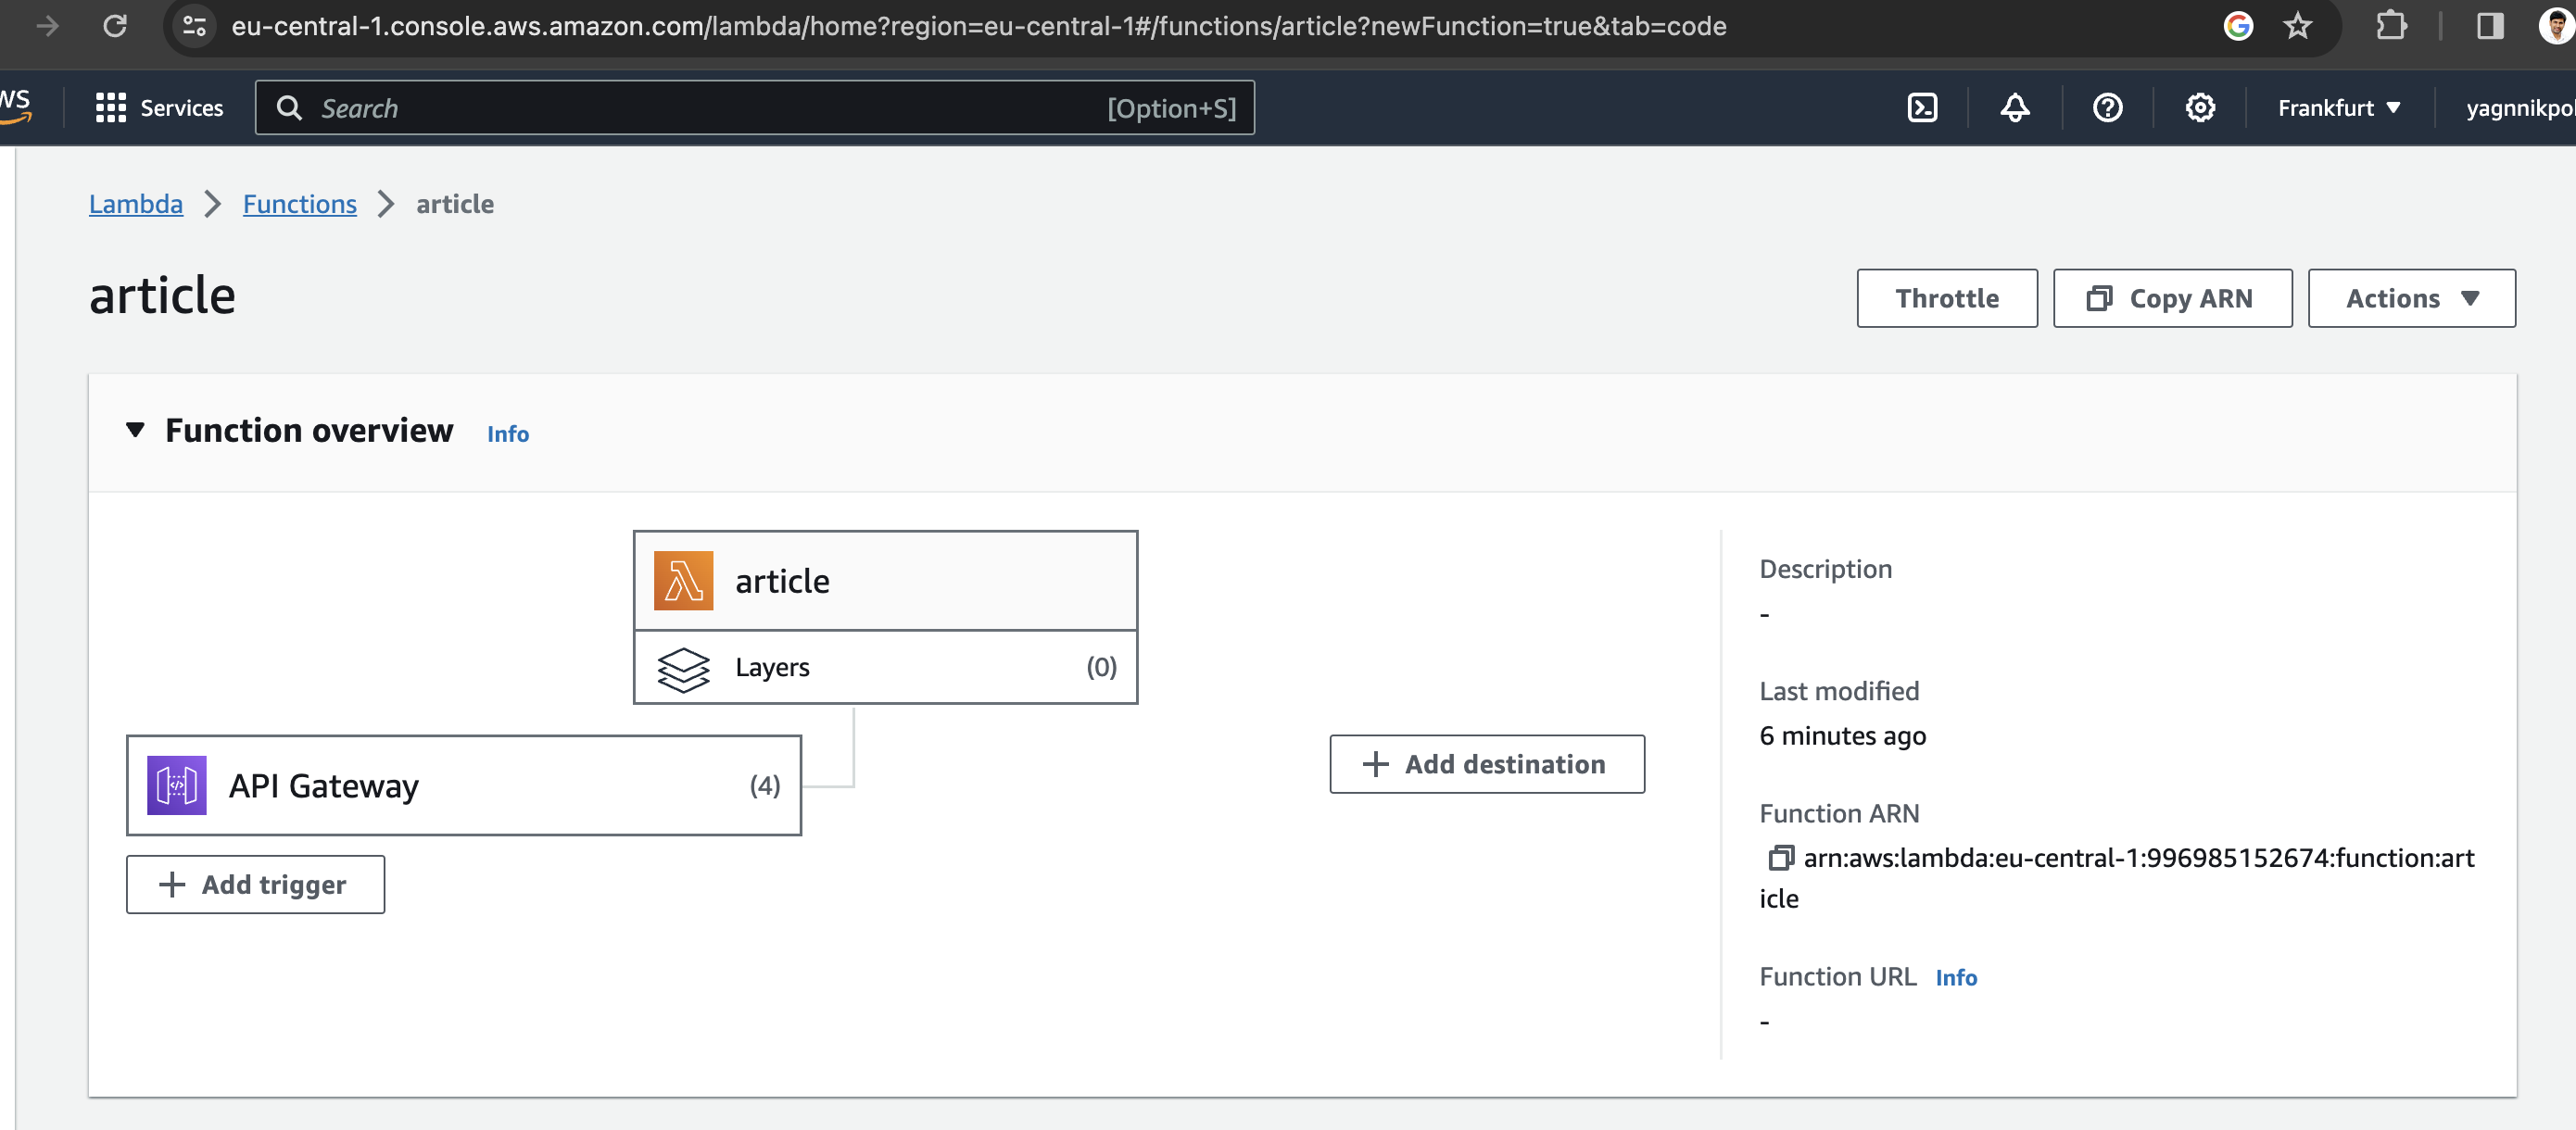 eu-central-1.console.aws.amazon.com/lambda/home?region=eu-central-1#/functions/article?newFunction=true&tab=code
Services
Search
[Option+S]
Frankfurt
Lambda
Functions
article
article
Throttle
Copy ARN
Actions
Function overview
Info
article
Layers
(0)
API Gateway
(4)
Add trigger
Add destination
Description
-
Last modified
6 minutes ago
Function ARN
arn:aws:lambda:eu-central-1:996985152674:function:art
icle
Function URL Info
-